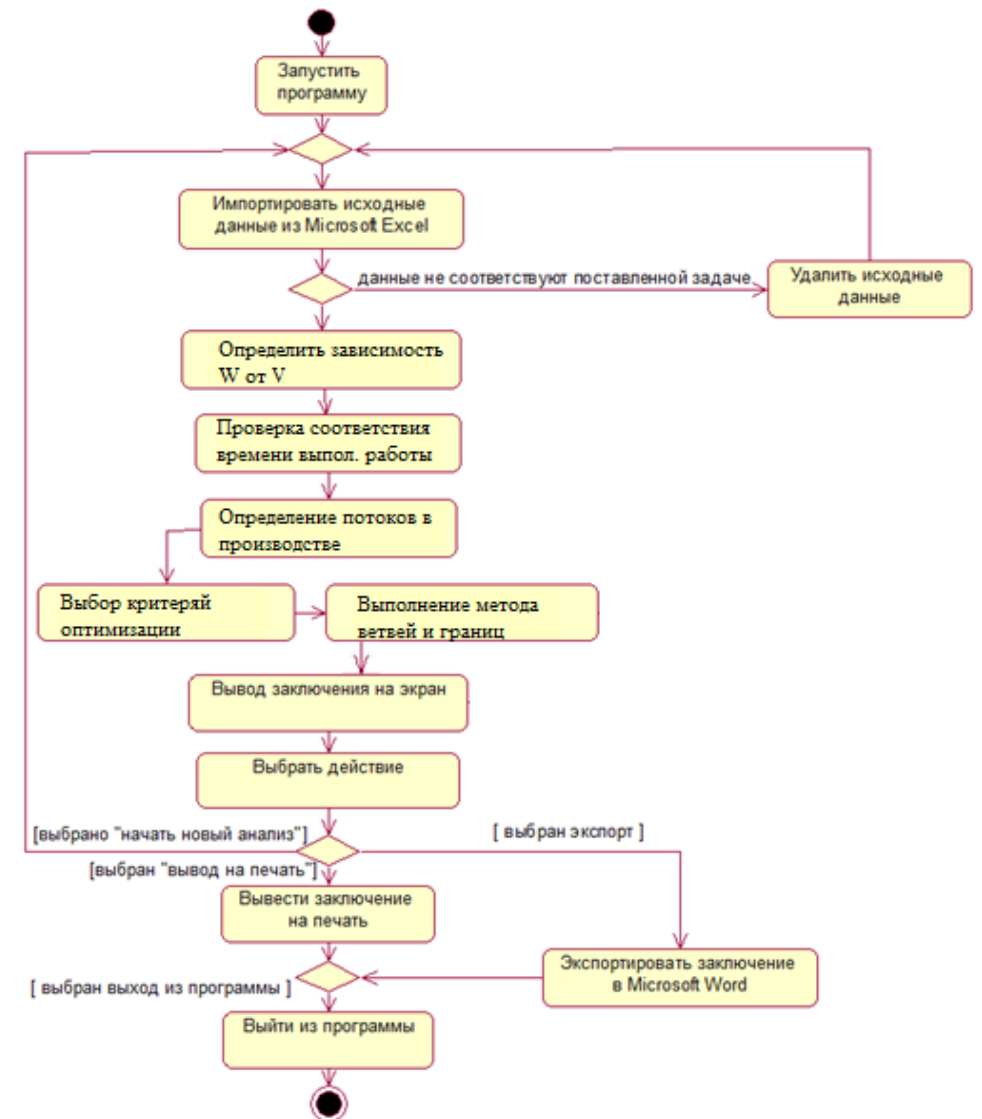 Запустить
программу
Импортировать исходные
данные из Microsoft Excel
данные не соответствуют поставленной задаче
Удалить исходные
данные
Определить зависимость
W от V
Проверка соответствия
времени выпол. работы
Определение потоков в
производстве
Выбор критеряй
оптимизации
Выполнение метода
ветвей и границ
Вывод заключения на экран
Выбрать действие
[выбрано "начать новый анализ"]
[ выбран экспорт ]
[выбран "вывод на печать"]
Вывести заключение
на печать
Экспортировать заключение
в Microsoft Word
[ выбран выход из программы ]
Выйти из программы